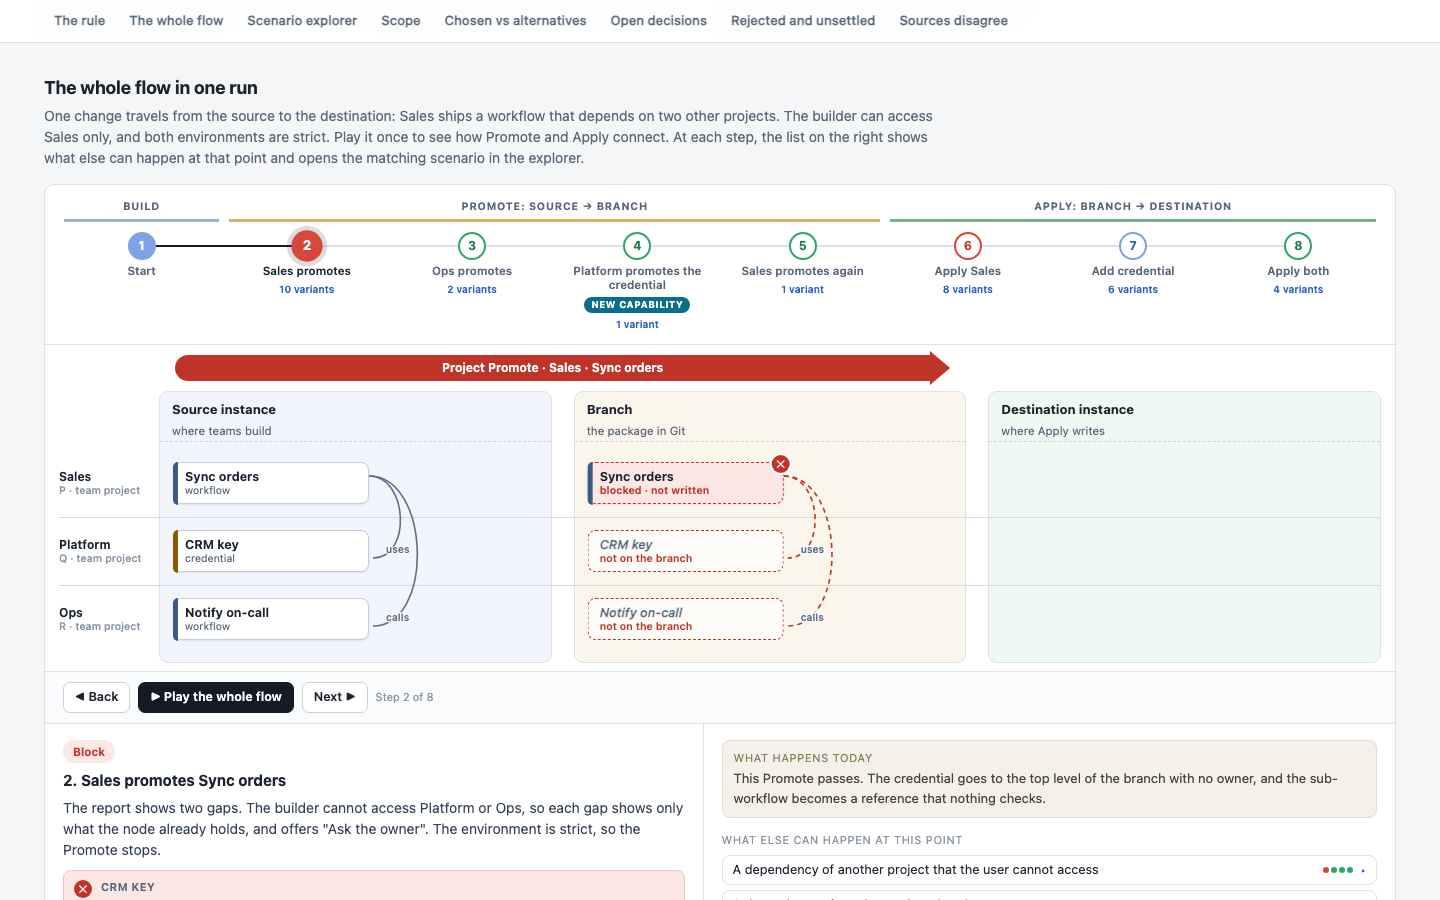 The rule
The whole flow
Scenario explorer
Scope
Chosen vs alternatives
Open decisions
Rejected and unsettled
Sources disagree
The whole flow in one run
One change travels from the source to the destination: Sales ships a workflow that depends on two other projects. The builder can access
Sales only, and both environments are strict. Play it once to see how Promote and Apply connect. At each step, the list on the right shows
what else can happen at that point and opens the matching scenario in the explorer.
BUILD
PROMOTE: SOURCE → BRANCH
APPLY: BRANCH → DESTINATION
1
Start
2
Sales promotes
10 variants
3
Ops promotes
2 variants
4
Platform promotes the
credential
NEW CAPABILITY
1 variant
5
Sales promotes again
1 variant
6
Apply Sales
8 variants
7
Add credential
6 variants
8
Apply both
4 variants
Project Promote · Sales · Sync orders
Source instance
where teams build
Branch
the package in Git
Destination instance
where Apply writes
Sales
P · team project
Sync orders
workflow
Sync orders
blocked · not written
Platform
Q · team project
CRM key
credential
uses
CRM key
not on the branch
uses
Ops
R · team project
Notify on-call
workflow
calls
Notify on-call
not on the branch
calls
◀ Back
▶ Play the whole flow
Next ▶
Step 2 of 8
Block
2. Sales promotes Sync orders
The report shows two gaps. The builder cannot access Platform or Ops, so each gap shows only
what the node already holds, and offers "Ask the owner". The environment is strict, so the
Promote stops.
CRM KEY
WHAT HAPPENS TODAY
This Promote passes. The credential goes to the top level of the branch with no owner, and the sub-
workflow becomes a reference that nothing checks.
WHAT ELSE CAN HAPPEN AT THIS POINT
A dependency of another project that the user cannot access